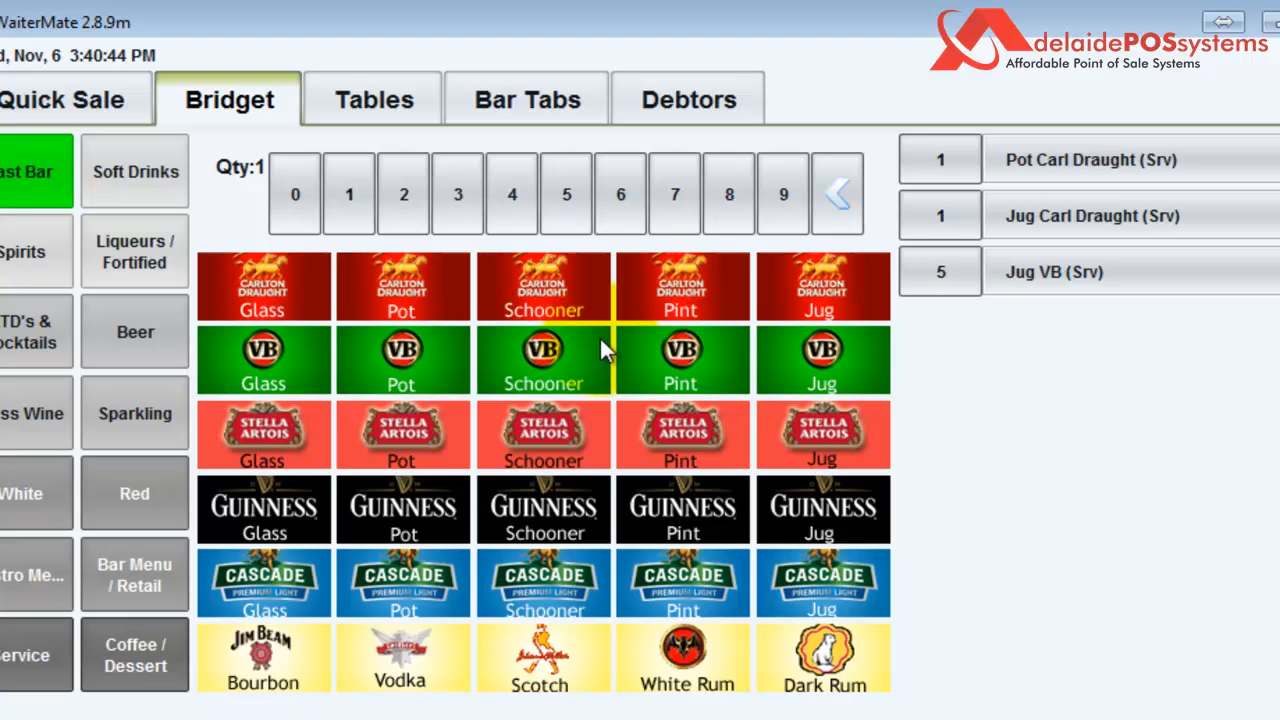 WaiterMate 2.8.9m
delaidePOSsystems
Affordable Point of Sale Systems
d, Nov, 6 3:40:44 PM
Quick Sale
Bridget
Tables
Bar Tabs
Debtors
ast Bar
Soft Drinks
Qty:1
0
1
2
3
4
5
6
7
8
9
1
Pot Carl Draught (Srv)
1
Jug Carl Draught (Srv)
5
Jug VB (Srv)
Spirits
Liqueurs /
Fortified
TD's &
ocktails
Beer
ss Wine
Sparkling
White
Red
stro Me...
Bar Menu
/ Retail
Service
Coffee /
Dessert
CARLTON
DRAUGHT
Glass
CARLTON
DRAUGHT
Pot
CARLTON
DRAUGHT
Schooner
CARLTON
DRAUGHT
Pint
CARLTON
DRAUGHT
Jug
VB
Glass
VB
Pot
VB
Schooner
VB
Pint
VB
Jug
STELLA
ARTOIS
Glass
STELLA
ARTOIS
Pot
STELLA
ARTOIS
Schooner
STELLA
ARTOIS
Pint
STELLA
ARTOIS
Jug
GUINNESS
Glass
GUINNESS
Pot
GUINNESS
Schooner
GUINNESS
Pint
GUINNESS
Jug
CASCADE
PREMIUM LIGHT
Glass
CASCADE
PREMIUM LIGHT
Pot
CASCADE
PREMIUM LIGHT
Schooner
CASCADE
PREMIUM LIGHT
Pint
CASCADE
PREMIUM LIGHT
Jug
JIM BEAM
Bourbon
Vodka
Scotch
White Rum
Dark Rum